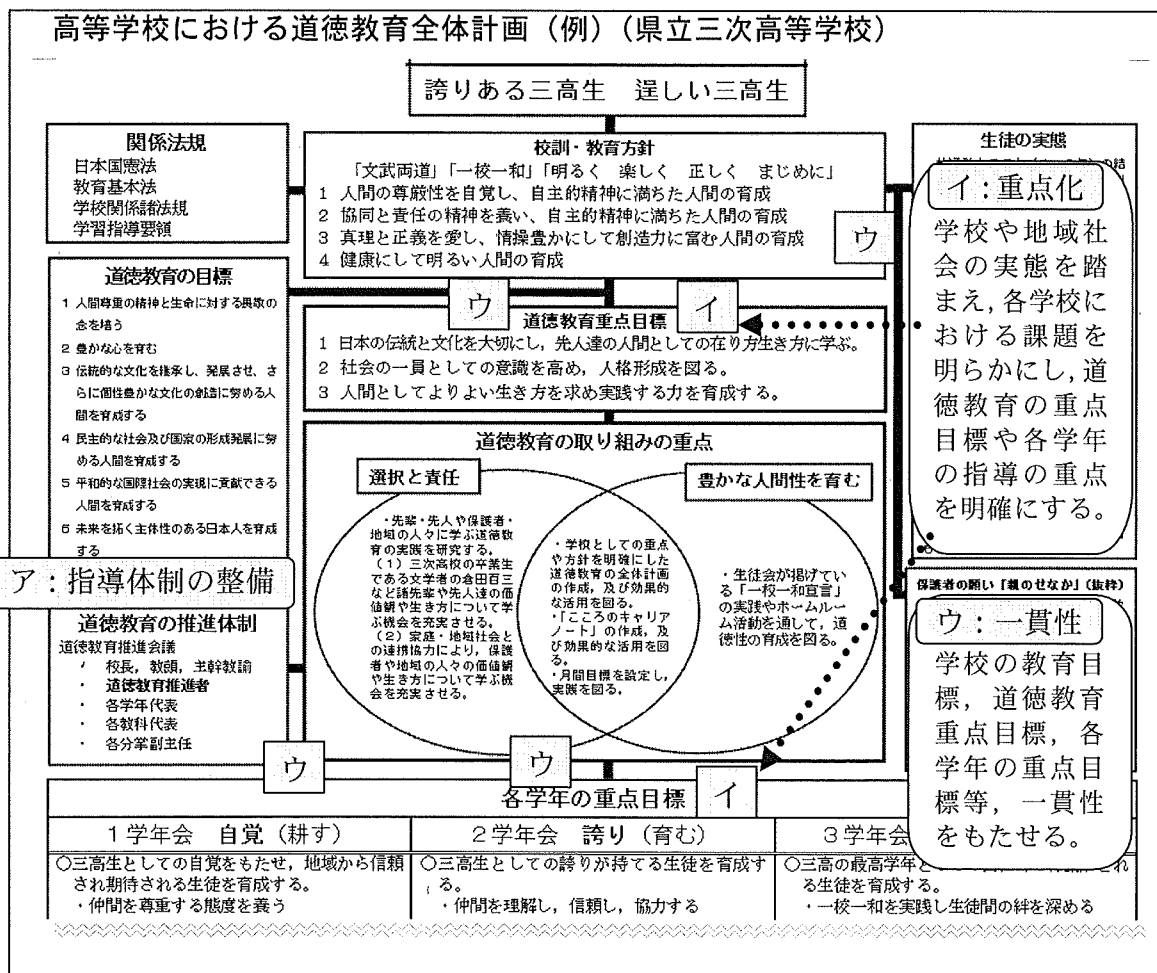 高等学校における道徳教育全体計画（例）（県立三次高等学校）
誇りある三高生　逞しい三高生
関係法規
日本国憲法
教育基本法
学校関係諸法規
学習指導要領
校訓・教育方針
「文武両道」「一校一和」「明るく　楽しく　正しく　まじめに」
1 人間の尊厳性を自覚し、自主的精神に満ちた人間の育成
2 協同と責任の精神を養い、自主的精神に満ちた人間の育成
3 真理と正義を愛し、情操豊かにして創造力に富む人間の育成
4 健康にして明るい人間の育成
生徒の実態
イ：重点化
学校や地域社
会の実態を踏
まえ，各学校に
おける課題を
明らかにし，道
徳教育の重点
目標や各学年
の指導の重点
を明確にする。
ウ
道徳教育の目標
1 人間尊重の精神と生命に対する畏敬の
念を培う
2 豊かな心を育む
3 伝統的な文化を継承し，発展させ，さ
らに個性豊かな文化の創造に努める人
間を育成する
4 民主的な社会及び国家の形成発展に努
める人間を育成する
5 平和的な国際社会の実現に貢献できる
人間を育成する
6 未来を拓く主体性のある日本人を育成
する
ウ
イ
道徳教育重点目標
1 日本の伝統と文化を大切にし，先人達の人間としての在り方生き方に学ぶ。
2 社会の一員としての意識を高め，人格形成を図る。
3 人間としてよりよい生き方を求め実践する力を育成する。
道徳教育の取り組みの重点
選択と責任
・先輩・先人や保護者・
地域の人々に学ぶ道徳教
育の実践を研究する。
（1）三次高校の卒業生
である文学者の倉田百三
など諸先輩や先人達の価
値観や生き方について学
ぶ機会を充実させる。
（2）家庭・地域社会と
の連携協力により，保護
者や地域の人々の価値観
や生き方について学ぶ機
会を充実させる。
・学校としての重点
や方針を明確にした
道徳教育の全体計画
の作成，及び効果的
な活用を図る。
・「こころのキャリア
ノート」の作成，及
び効果的な活用を図
る。
・月間目標を設定し，
実践を図る。
豊かな人間性を育む
・生徒会が掲げてい
る「一校一和宣言」
の実践やホームルー
ム活動を通して，道
徳性の育成を図る。
ア：指導体制の整備
道徳教育の推進体制
道徳教育推進会議
・ 校長，教頭，主幹教諭
・ 道徳教育推進者
・ 各学年代表
・ 各教科代表
・ 各分掌副主任
保護者の願い「親のせなか」（抜粋）
ウ：一貫性
学校の教育目
標，道徳教育
重点目標，各
学年の重点目
標等，一貫性
をもたせる。
ウ
ウ
各学年の重点目標
イ
1学年会　自覚（耕す）
○三高生としての自覚をもたせ，地域から信頼
され期待される生徒を育成する。
・仲間を尊重する態度を養う
2学年会　誇り（育む）
○三高生としての誇りが持てる生徒を育成す
る。
・仲間を理解し，信頼し，協力する
3学年会
○三高の最高学年と
る生徒を育成する。
・一校一和を実践し生徒間の絆を深める